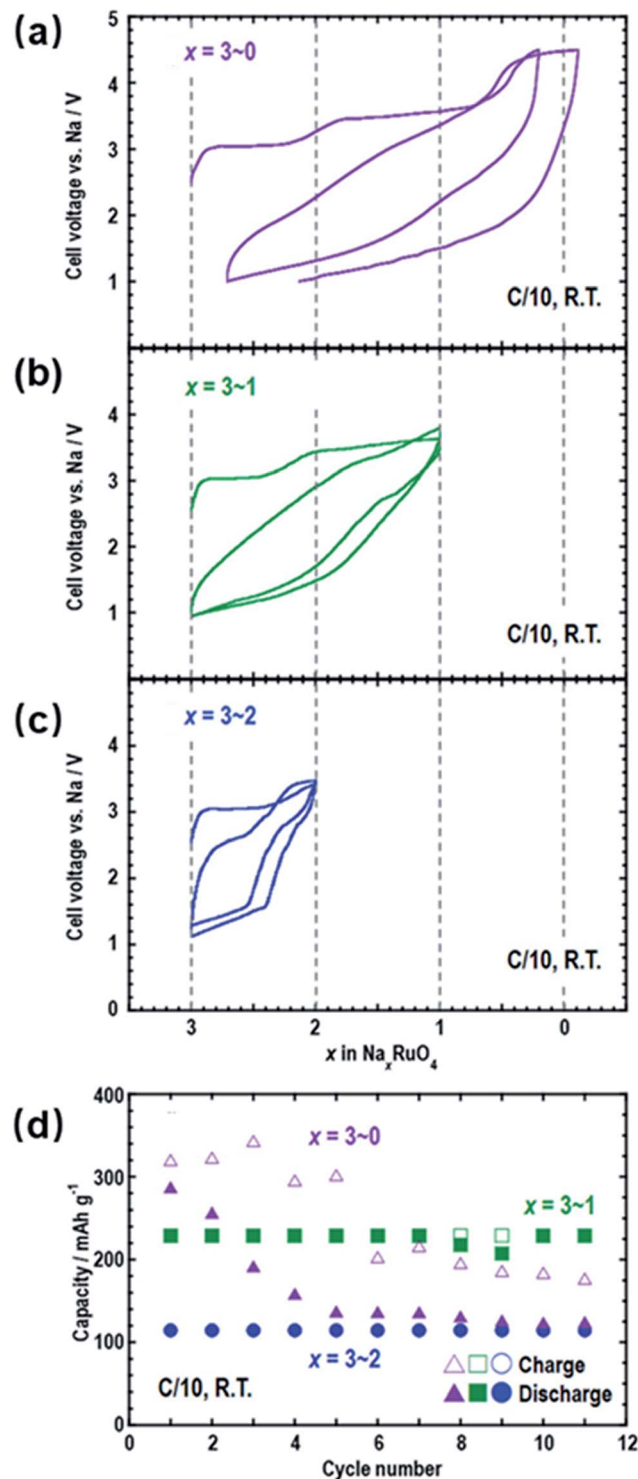 (a)
x = 3~0
5
4
3
2
1
Cell voltage vs. Na / V
C/10, R.T.
(b)
x = 3~1
4
3
2
1
Cell voltage vs. Na / V
C/10, R.T.
(c)
x = 3~2
4
3
2
1
0
Cell voltage vs. Na / V
C/10, R.T.
3 2 1 0
x in NaxRuO4
(d)
400
300
200
100
0
Capacity / mAh g-1
x = 3~0
x = 3~1
x = 3~2
Charge
Discharge
C/10, R.T.
0 2 4 6 8 10 12
Cycle number